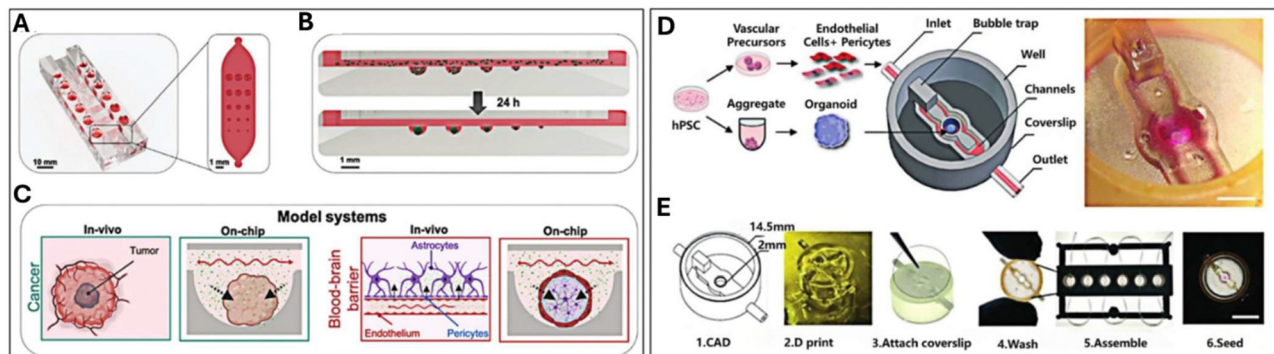 A
10 mm
1 mm
B
24 h
1 mm
C
Model systems
In-vivo
On-chip
In-vivo
On-chip
Cancer
Tumor
Blood-brain
barrier
Astrocytes
Endothelium
Pericytes
D
Vascular
Precursors
Endothelial
Cells+ Pericytes
Inlet
Bubble trap
Well
Channels
Coverslip
Outlet
hPSC
Aggregate
Organoid
E
14.5mm
2mm
1.CAD
2.D print
3.Attach coverslip
4.Wash
5.Assemble
6.Seed